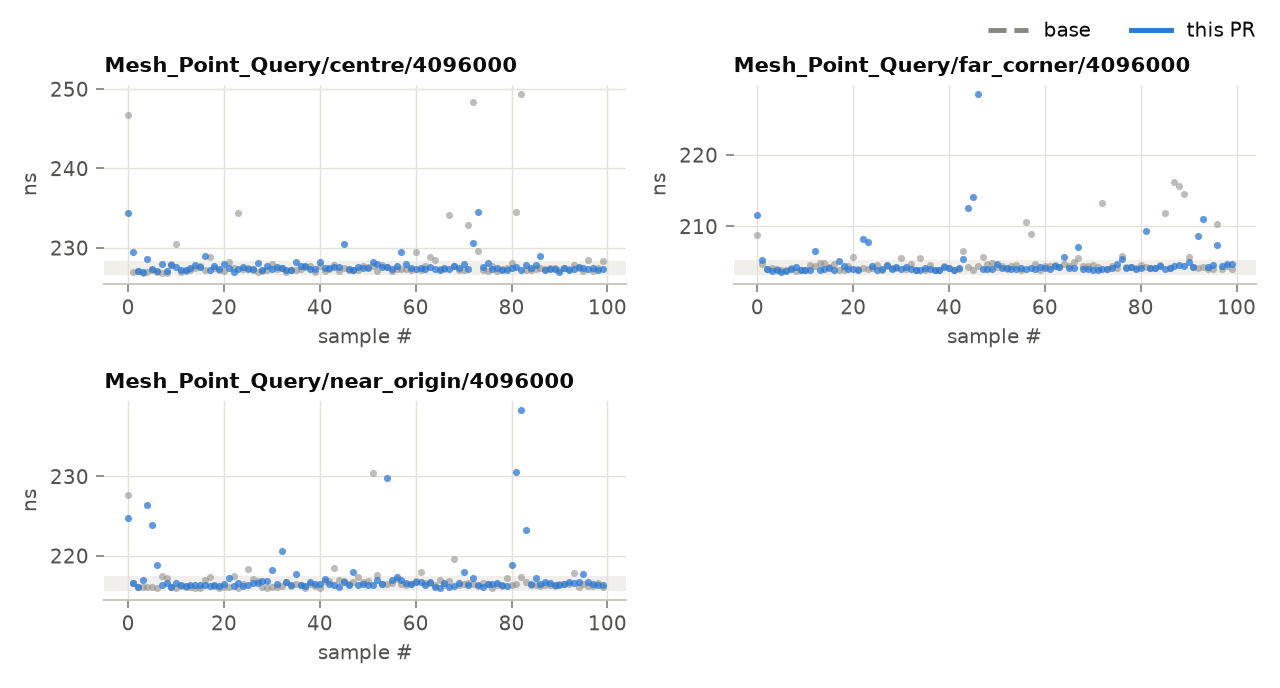 base this PR
Mesh_Point_Query/centre/4096000
250
240
230
ns
0 20 40 60 80 100
sample #
Mesh_Point_Query/far_corner/4096000
220
210
ns
0 20 40 60 80 100
sample #
Mesh_Point_Query/near_origin/4096000
230
220
ns
0 20 40 60 80 100
sample #